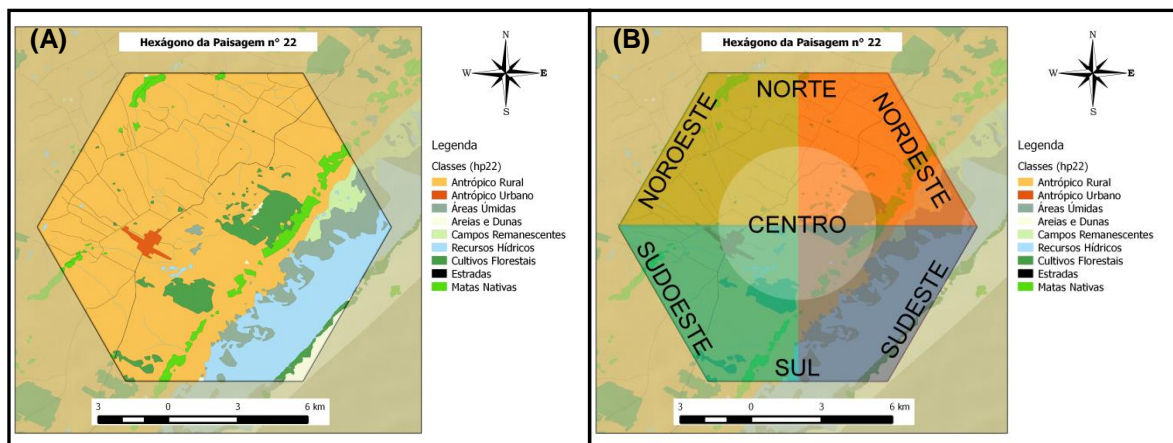 (A)
Hexágono da Paisagem n° 22
N
W
E
S
Legenda
Classes (hp22)
Antrópico Rural
Antrópico Urbano
Áreas Úmidas
Areias e Dunas
Campos Remanescentes
Recursos Hídricos
Cultivos Florestais
Estradas
Matas Nativas
3 0 3 6 km
(B)
Hexágono da Paisagem n° 22
N
W
E
S
NORTE
NOROESTE
NORDESTE
CENTRO
SUDOESTE
SUDESTE
SUL
Legenda
Classes (hp22)
Antrópico Rural
Antrópico Urbano
Áreas Úmidas
Areias e Dunas
Campos Remanescentes
Recursos Hídricos
Cultivos Florestais
Estradas
Matas Nativas
3 0 3 6 km